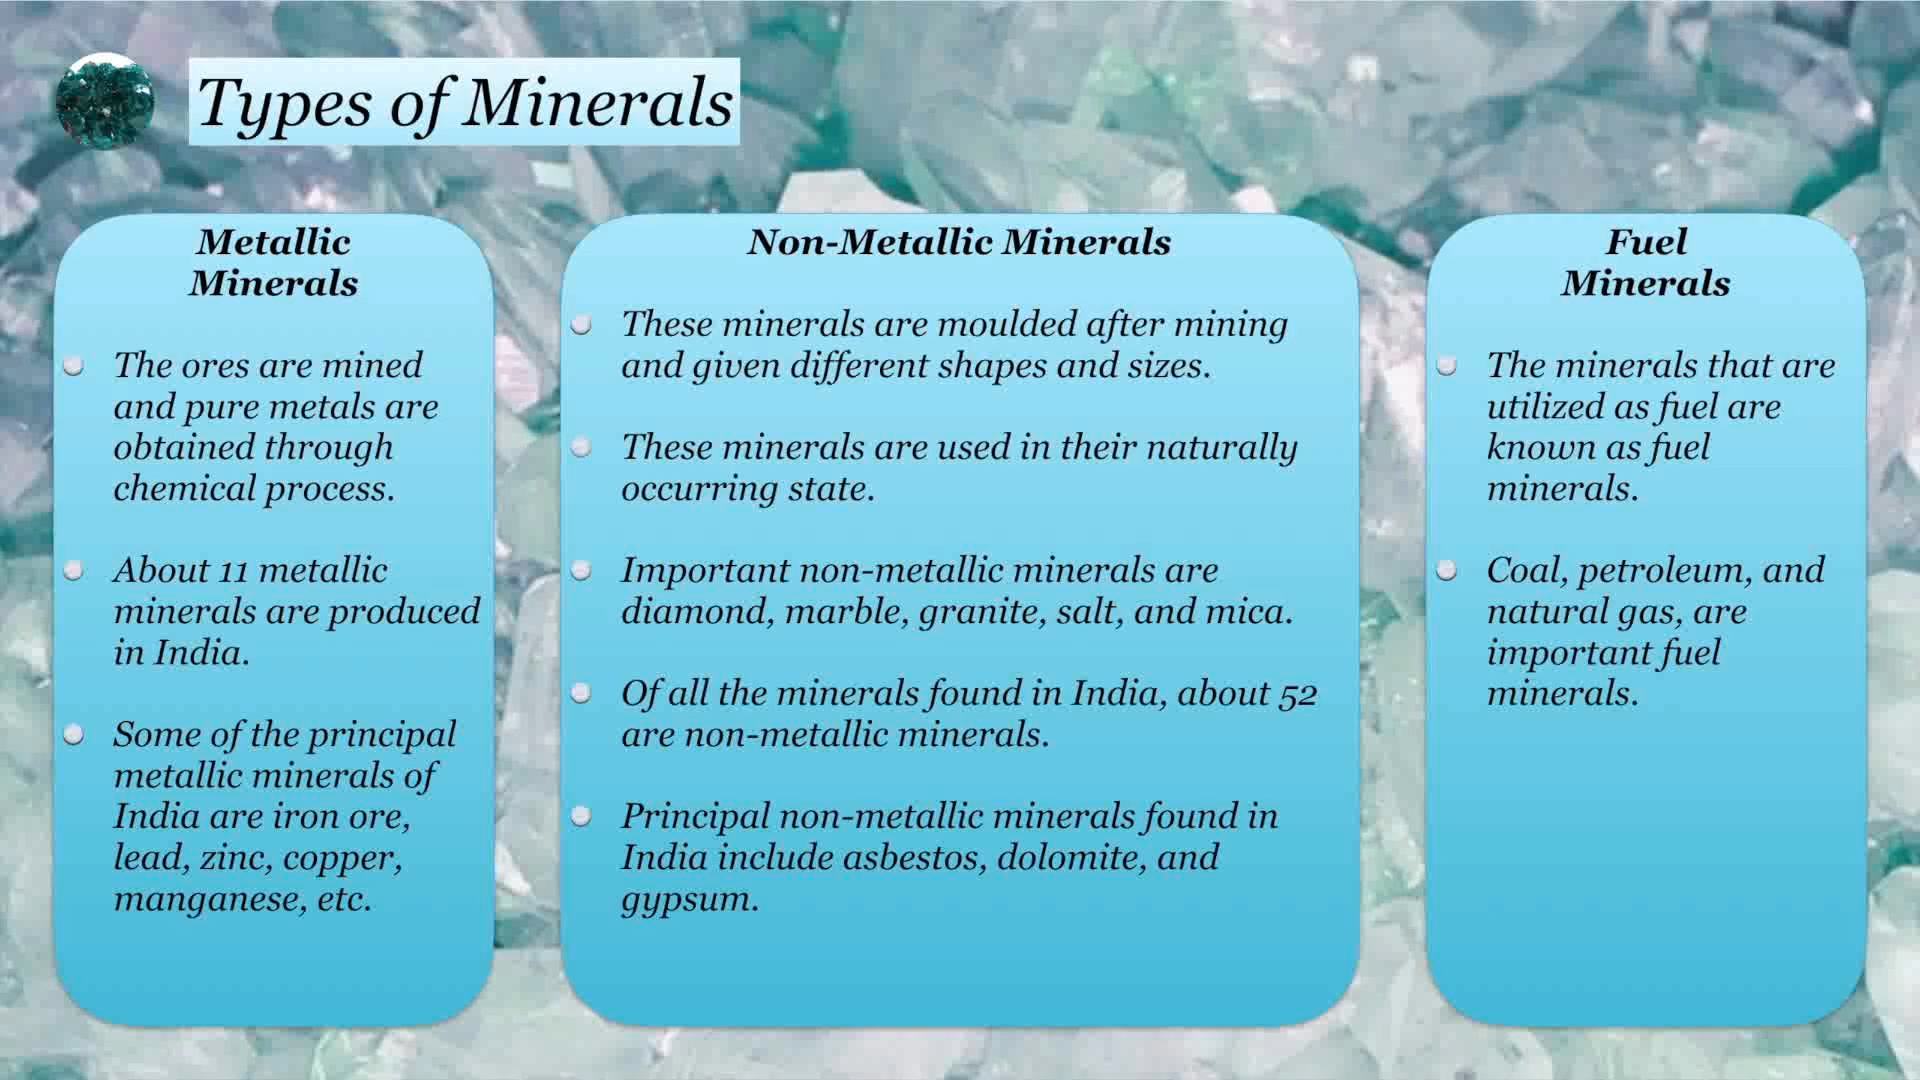 Types of Minerals
Metallic
Minerals
The ores are mined
and pure metals are
obtained through
chemical process.
About 11 metallic
minerals are produced
in India.
Some of the principal
metallic minerals of
India are iron ore,
lead, zinc, copper,
manganese, etc.
Non-Metallic Minerals
These minerals are moulded after mining
and given different shapes and sizes.
These minerals are used in their naturally
occurring state.
Important non-metallic minerals are
diamond, marble, granite, salt, and mica.
Of all the minerals found in India, about 52
are non-metallic minerals.
Principal non-metallic minerals found in
India include asbestos, dolomite, and
gypsum.
Fuel
Minerals
The minerals that are
utilized as fuel are
known as fuel
minerals.
Coal, petroleum, and
natural gas, are
important fuel
minerals.